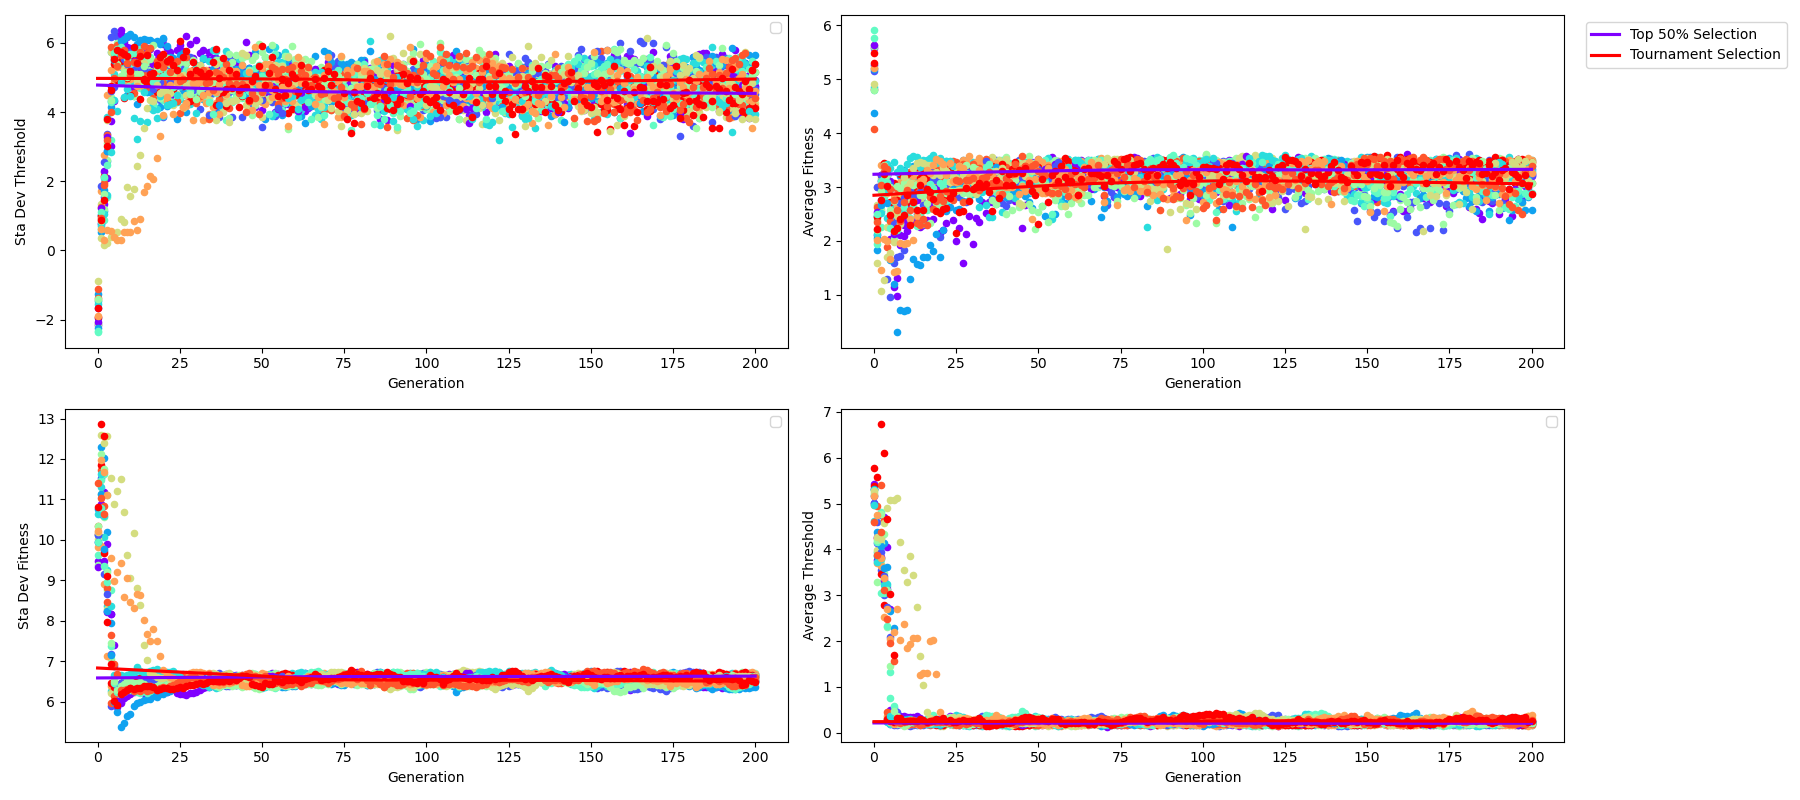 6
4
2
0
−2
Sta Dev Threshold
0 25 50 75 100 125 150 175 200
Generation
6
5
4
3
2
1
Average Fitness
0 25 50 75 100 125 150 175 200
Generation
Top 50% Selection
Tournament Selection
13
12
11
10
9
8
7
6
Sta Dev Fitness
0 25 50 75 100 125 150 175 200
Generation
7
6
5
4
3
2
1
0
Average Threshold
0 25 50 75 100 125 150 175 200
Generation